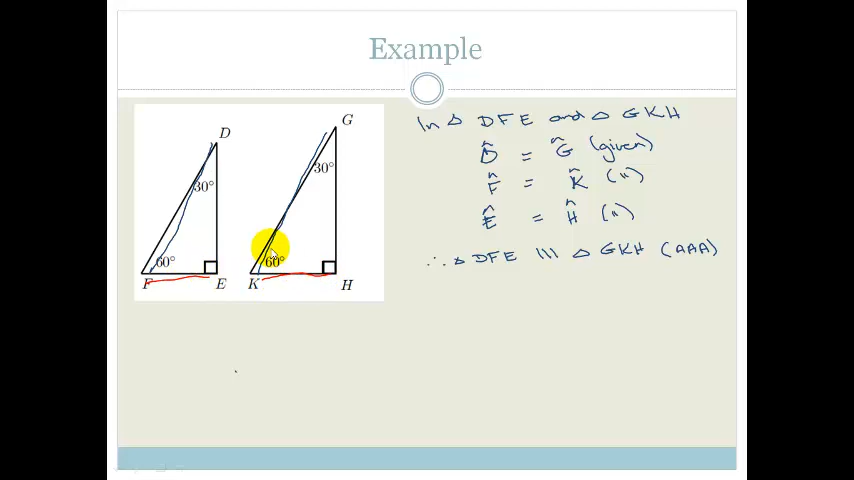 Example
D
30°
60°
F
E
G
30°
60°
K
H
In △ DFE and △ GKH
D̂ = Ĝ (given)
F̂ = K̂ (")
Ê = Ĥ (")
∴ △ DFE ||| △ GKH (AAA)